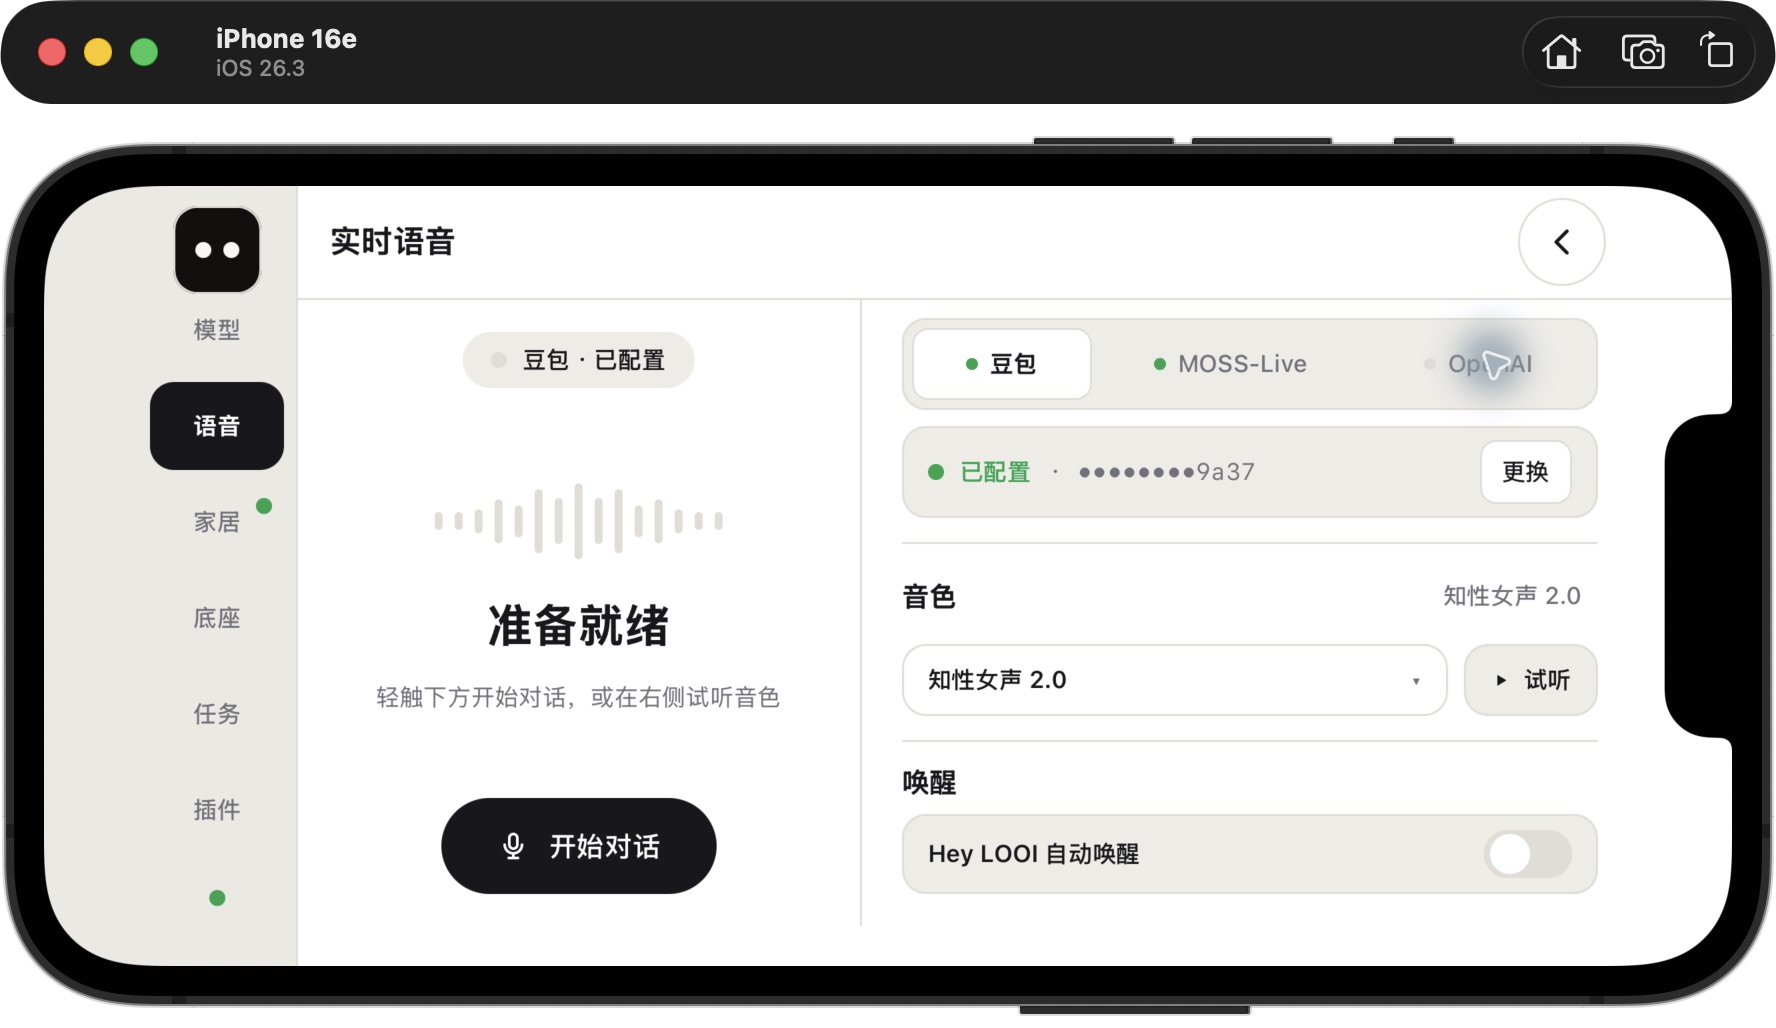 iPhone 16e
iOS 26.3
实时语音
模型
语音
家居
底座
任务
插件
豆包 · 已配置
准备就绪
轻触下方开始对话，或在右侧试听音色
开始对话
豆包
MOSS-Live
已配置 · ●●●●●●●●9a37
更换
音色
知性女声 2.0
知性女声 2.0
试听
唤醒
Hey LOOI 自动唤醒